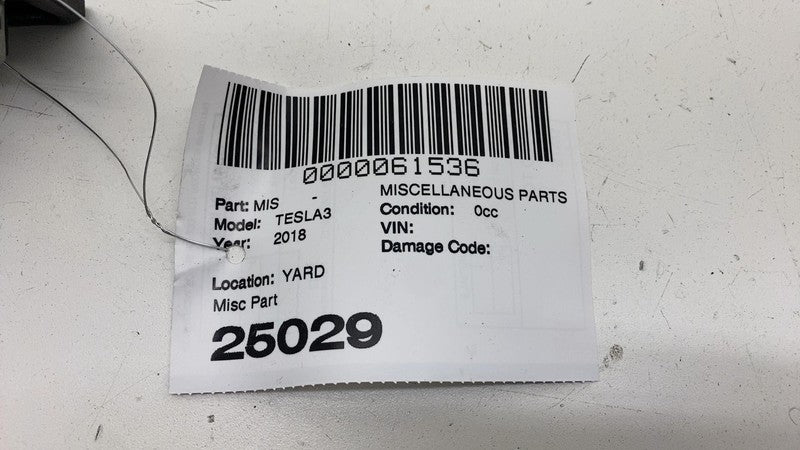 0000061536
Part: MIS - MISCELLANEOUS PARTS
Model: TESLA3 Condition: 0cc
Year: 2018 VIN:
Damage Code:
Location: YARD
Misc Part
25029